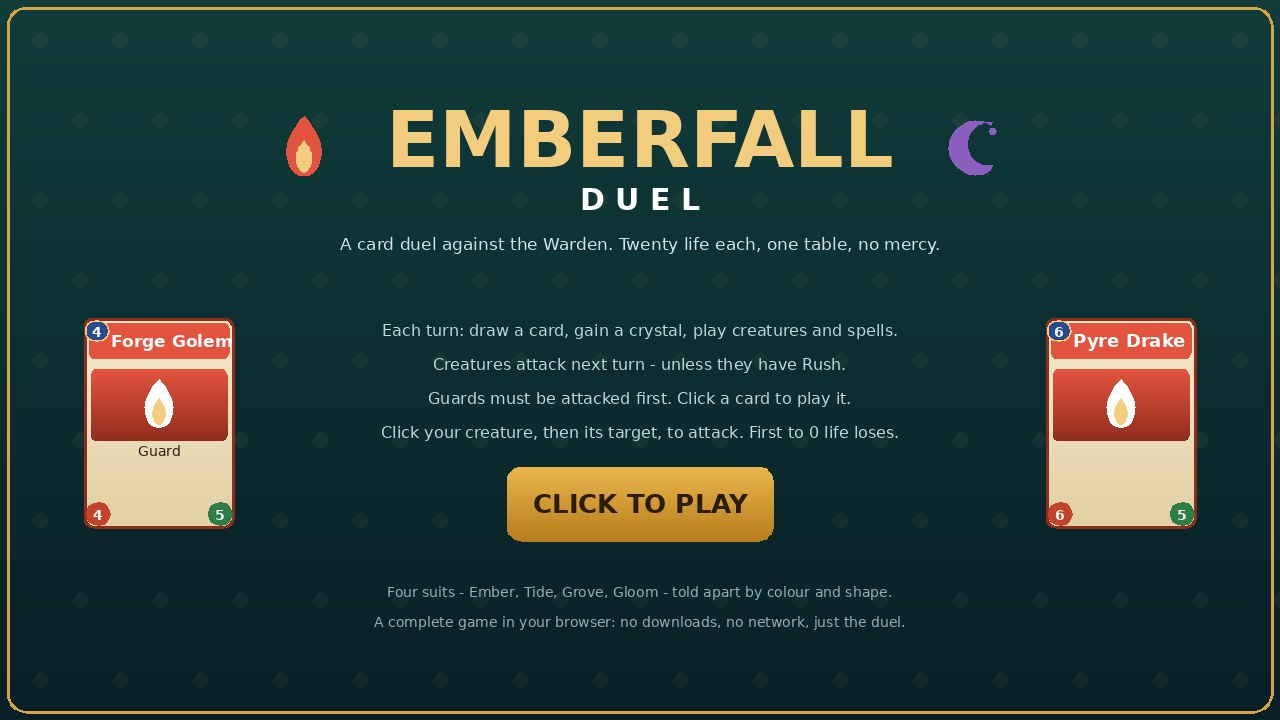 EMBERFALL
DUEL
A card duel against the Warden. Twenty life each, one table, no mercy.
4
Forge Golem
Guard
4
5
Each turn: draw a card, gain a crystal, play creatures and spells.
Creatures attack next turn - unless they have Rush.
Guards must be attacked first. Click a card to play it.
Click your creature, then its target, to attack. First to 0 life loses.
CLICK TO PLAY
6
Pyre Drake
6
5
Four suits - Ember, Tide, Grove, Gloom - told apart by colour and shape.
A complete game in your browser: no downloads, no network, just the duel.